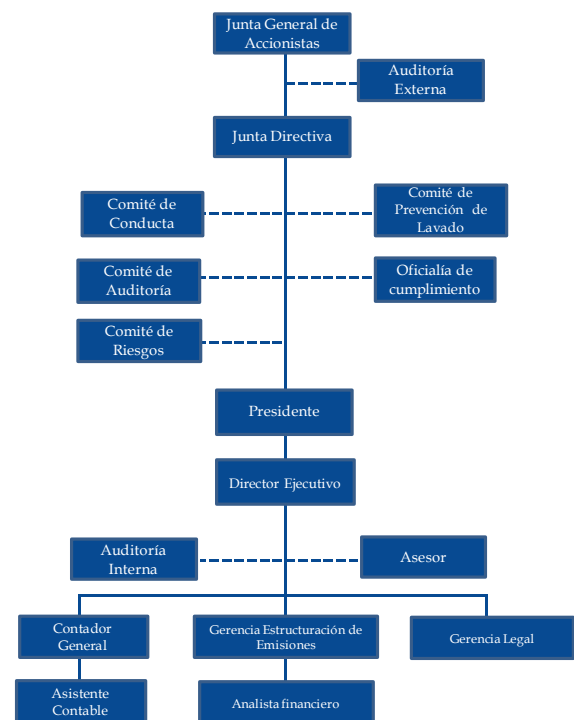 Junta General de
Accionistas
Auditoría
Externa
Junta Directiva
Comité de
Conducta
Comité de
Prevención de
Lavado
Comité de
Auditoría
Oficialía de
cumplimiento
Comité de
Riesgos
Presidente
Director Ejecutivo
Auditoría
Interna
Asesor
Contador
General
Gerencia Estructuración de
Emisiones
Gerencia Legal
Asistente
Contable
Analista financiero